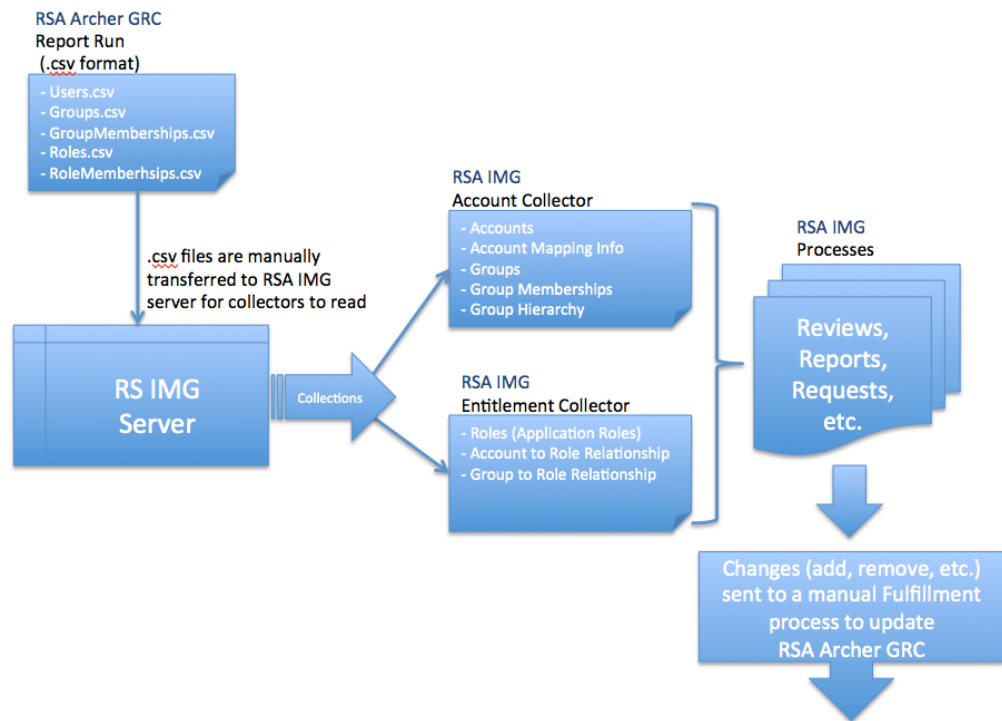 RSA Archer GRC
Report Run
(.csv format)
- Users.csv
- Groups.csv
- GroupMemberships.csv
- Roles.csv
- RoleMemberhsips.csv
.csv files are manually
transferred to RSA IMG
server for collectors to read
RS IMG
Server
Collections
RSA IMG
Account Collector
- Accounts
- Account Mapping Info
- Groups
- Group Memberships
- Group Hierarchy
RSA IMG
Entitlement Collector
- Roles (Application Roles)
- Account to Role Relationship
- Group to Role Relationship
RSA IMG
Processes
Reviews,
Reports,
Requests,
etc.
Changes (add, remove, etc.)
sent to a manual Fulfillment
process to update
RSA Archer GRC